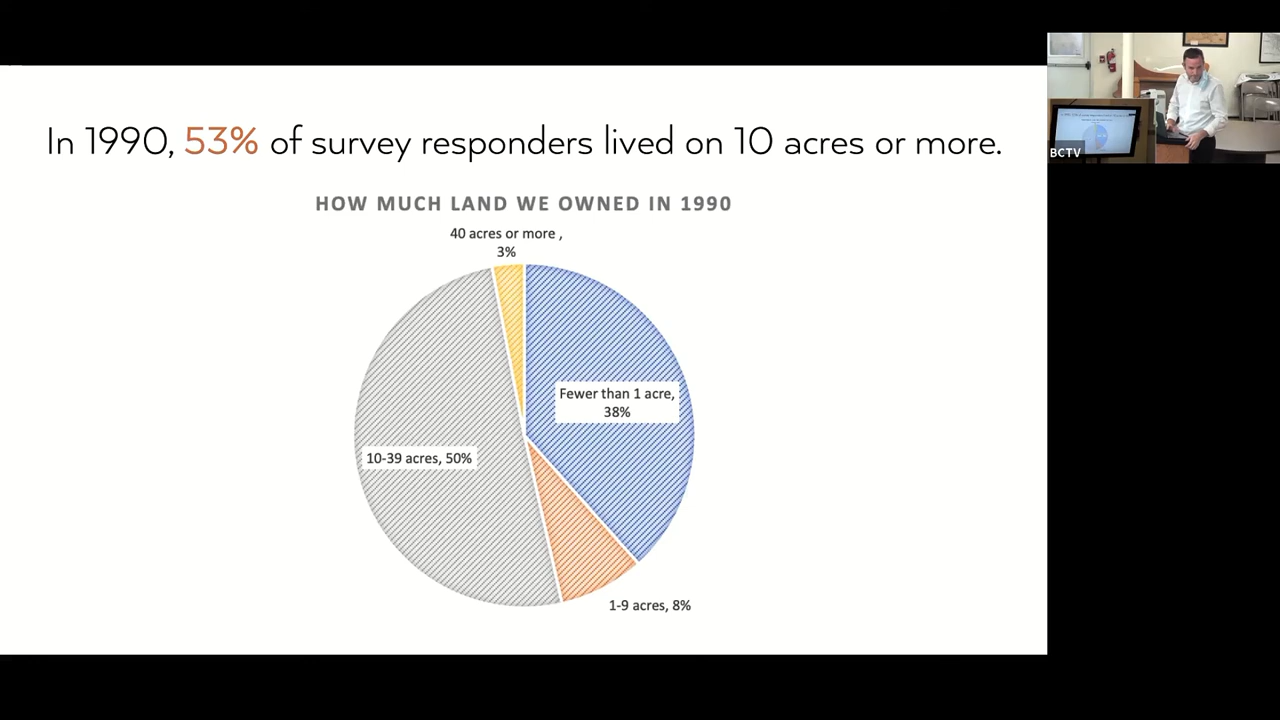 In 1990, 53% of survey responders lived on 10 acres or more.
HOW MUCH LAND WE OWNED IN 1990
40 acres or more ,
3%
Fewer than 1 acre,
38%
10-39 acres, 50%
1-9 acres, 8%
BCTV